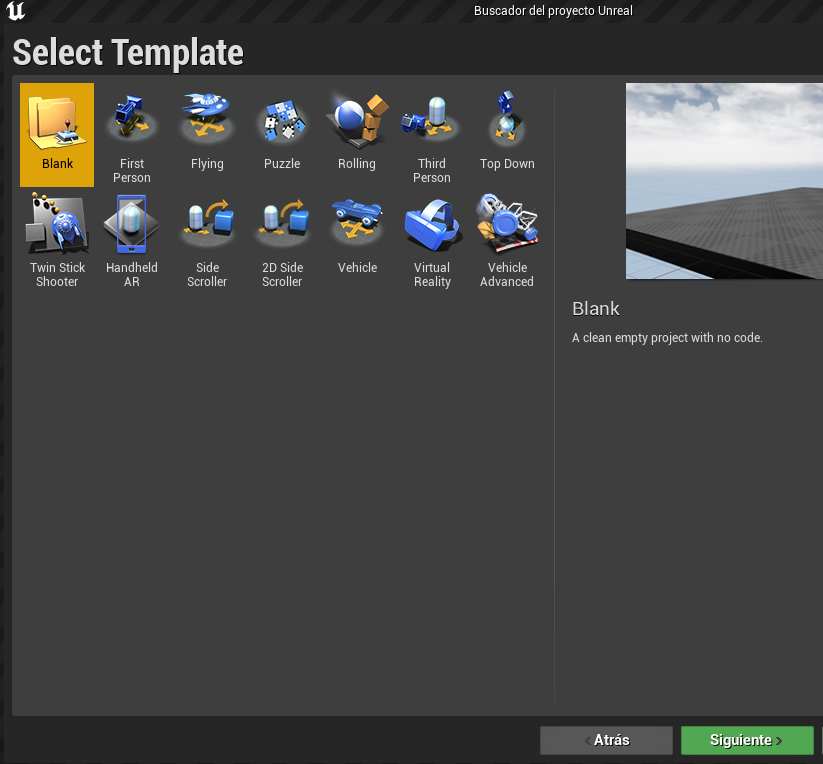 Buscador del proyecto Unreal
Select Template
Blank
First
Person
Flying
Puzzle
Rolling
Third
Person
Top Down
Twin Stick
Shooter
Handheld
AR
Side
Scroller
2D Side
Scroller
Vehicle
Virtual
Reality
Vehicle
Advanced
Blank
A clean empty project with no code.
Atrás
Siguiente